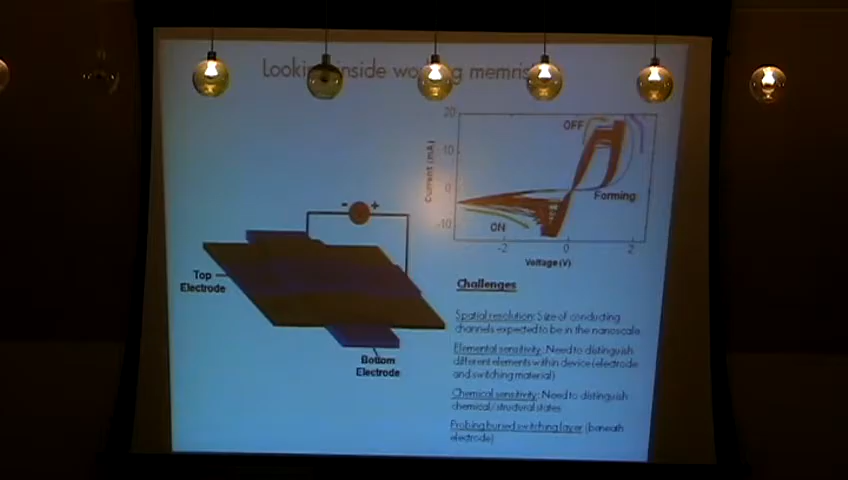 inside
OFF
20
10
0
-10
Current (mA)
Forming
ON
-2 0 2
Voltage (V)
- +
Top
Electrode
Bottom
Electrode
Challenges
Spatial resolution: Size of conducting
channels expected to be in the nanoscale
Elemental sensitivity: Need to distinguish
different elements within device (electrode
and switching material)
Chemical sensitivity: Need to distinguish
chemical/structural states
Probing buried switching layer (beneath
electrode)